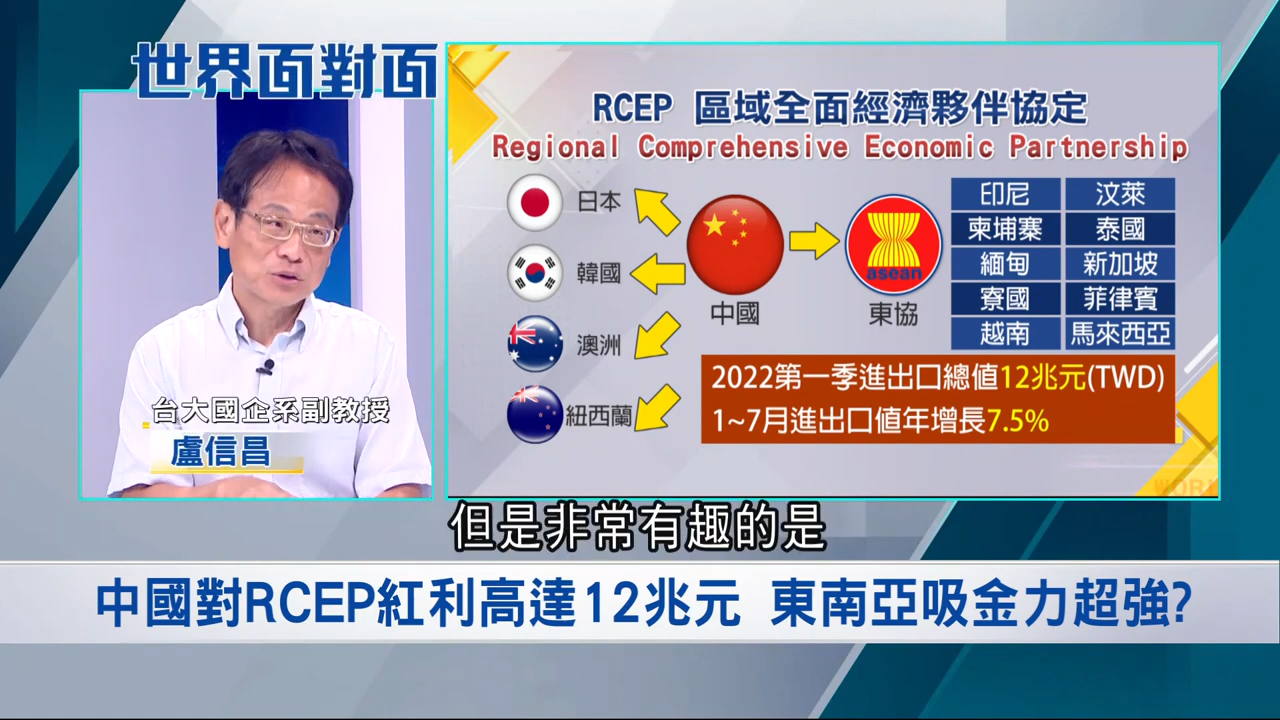 世界面對面
RCEP 區域全面經濟夥伴協定
Regional Comprehensive Economic Partnership
日本
韓國
澳洲
紐西蘭
中國
asean
東協
印尼 汶萊
柬埔寨 泰國
緬甸 新加坡
寮國 菲律賓
越南 馬來西亞
2022第一季進出口總值12兆元(TWD)
1~7月進出口值年增長7.5%
台大國企系副教授
盧信昌
但是非常有趣的是
中國對RCEP紅利高達12兆元 東南亞吸金力超強?